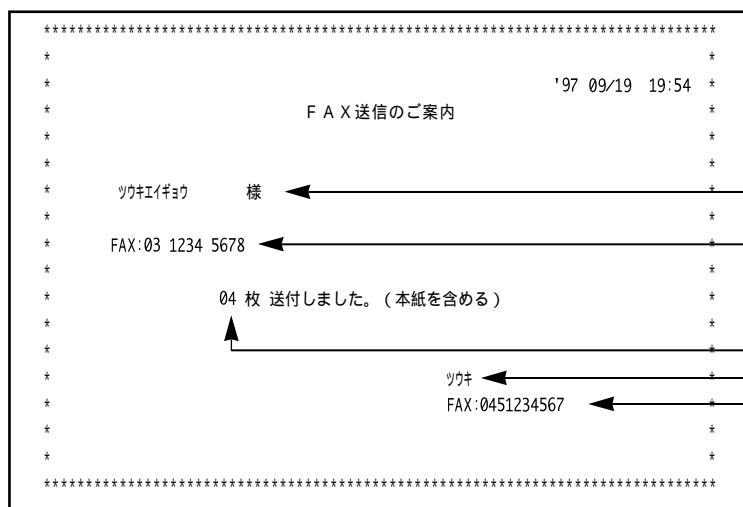 '97 09/19 19:54
ＦＡＸ送信のご案内
ﾂｳｷｴｲｷﾞｮｳ 様
FAX:03 1234 5678
04 枚 送付しました。(本紙を含める)
ﾂｳｷ
FAX:0451234567